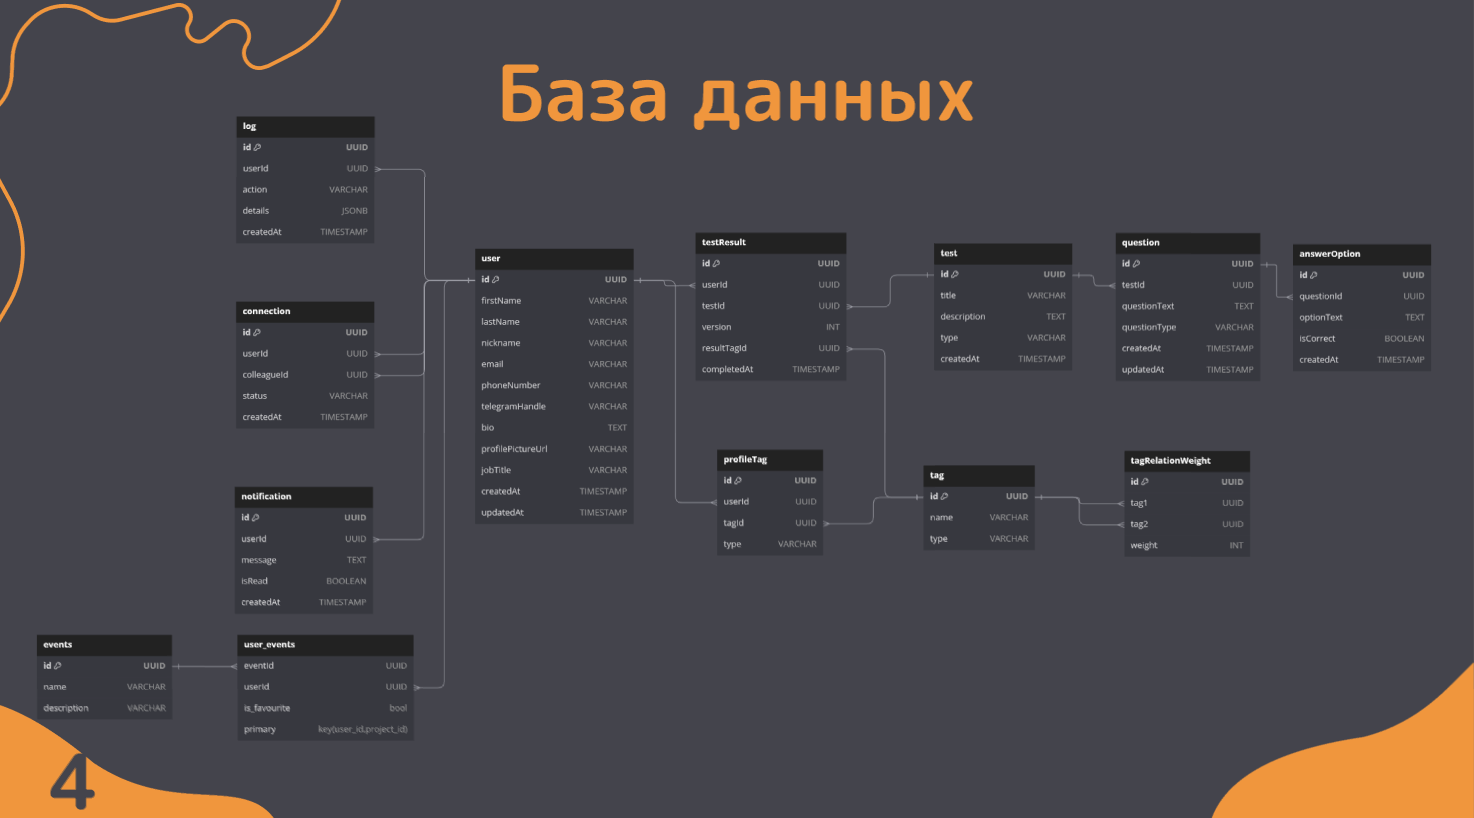 База данных
log
id UUID
userId UUID
action VARCHAR
details JSONB
createdAt TIMESTAMP
connection
id UUID
userId UUID
colleagueId UUID
status VARCHAR
createdAt TIMESTAMP
notification
id UUID
userId UUID
message TEXT
isRead BOOLEAN
createdAt TIMESTAMP
events
id UUID
name VARCHAR
description VARCHAR
user_events
eventId UUID
userId UUID
is_favourite bool
primary key(user_id,project_id)
user
id UUID
firstName VARCHAR
lastName VARCHAR
nickname VARCHAR
email VARCHAR
phoneNumber VARCHAR
telegramHandle VARCHAR
bio TEXT
profilePictureUrl VARCHAR
jobTitle VARCHAR
createdAt TIMESTAMP
updatedAt TIMESTAMP
testResult
id UUID
userId UUID
testId UUID
version INT
resultTagId UUID
completedAt TIMESTAMP
profileTag
id UUID
userId UUID
tagId UUID
type VARCHAR
test
id UUID
title VARCHAR
description TEXT
type VARCHAR
createdAt TIMESTAMP
tag
id UUID
name VARCHAR
type VARCHAR
question
id UUID
testId UUID
questionText TEXT
questionType VARCHAR
createdAt TIMESTAMP
updatedAt TIMESTAMP
tagRelationWeight
id UUID
tag1 UUID
tag2 UUID
weight INT
answerOption
id UUID
questionId UUID
optionText TEXT
isCorrect BOOLEAN
createdAt TIMESTAMP
4